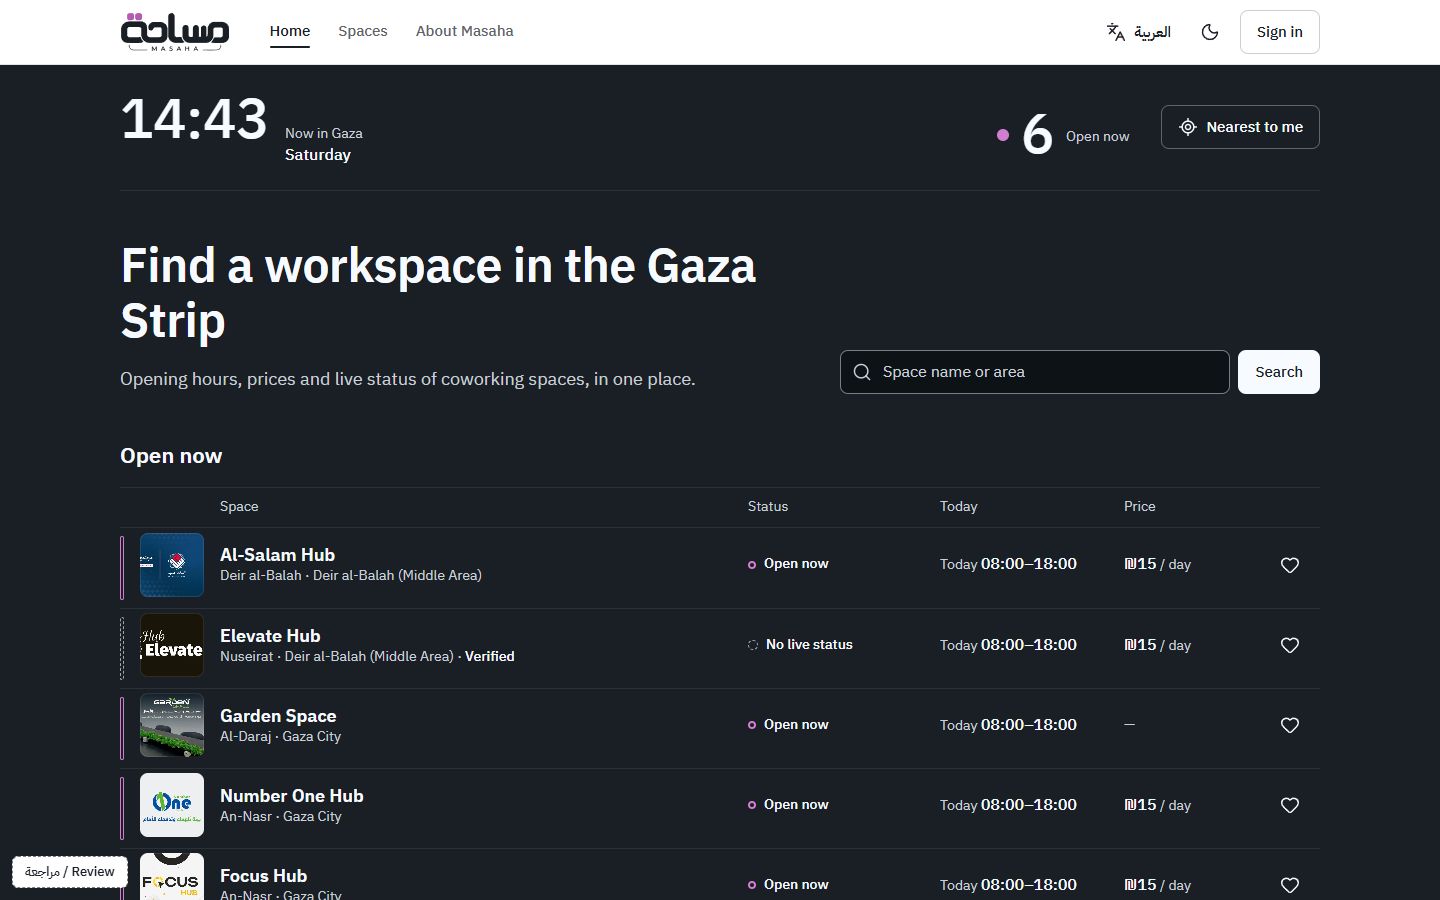 مساحة
MASAHA
Home
Spaces
About Masaha
العربية
Sign in
14:43
Now in Gaza
Saturday
6
Open now
Nearest to me
Find a workspace in the Gaza
Strip
Opening hours, prices and live status of coworking spaces, in one place.
Space name or area
Search
Open now
Space
Status
Today
Price
Al-Salam Hub
Deir al-Balah · Deir al-Balah (Middle Area)
Open now
Today 08:00–18:00
₪15 / day
Hub
Elevate
Elevate Hub
Nuseirat · Deir al-Balah (Middle Area) · Verified
No live status
Today 08:00–18:00
₪15 / day
GARDEN
Garden Space
Al-Daraj · Gaza City
Open now
Today 08:00–18:00
—
One
Number One Hub
An-Nasr · Gaza City
Open now
Today 08:00–18:00
₪15 / day
FOCUS
HUB
Focus Hub
An-Nasr · Gaza City
Open now
Today 08:00–18:00
₪15 / day
مراجعة / Review